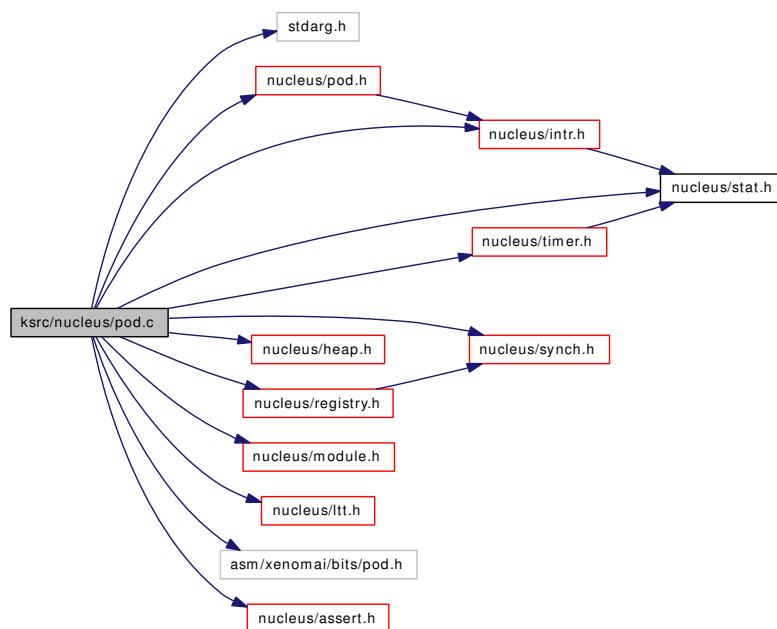 stdarg.h
nucleus/pod.h
nucleus/intr.h
nucleus/stat.h
nucleus/timer.h
ksrc/nucleus/pod.c
nucleus/heap.h
nucleus/synch.h
nucleus/registry.h
nucleus/module.h
nucleus/ltt.h
asm/xenomai/bits/pod.h
nucleus/assert.h